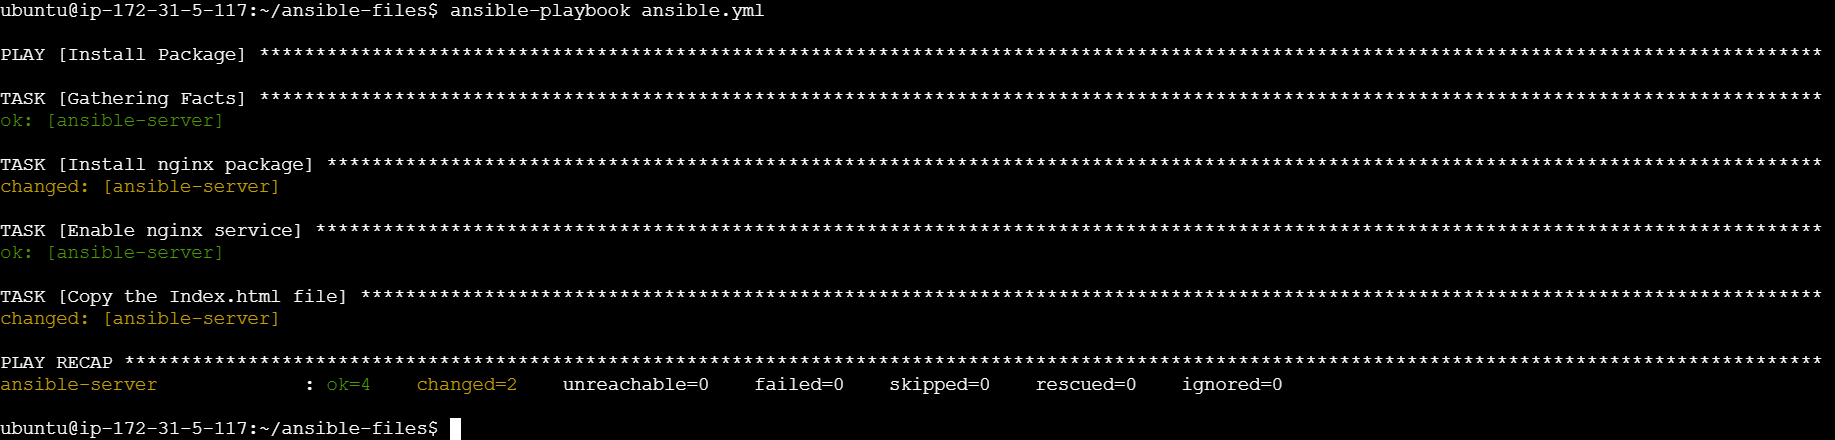 ubuntu@ip-172-31-5-117:~/ansible-files$ ansible-playbook ansible.yml
PLAY [Install Package] *******************************************************************************************************************************************
TASK [Gathering Facts] *******************************************************************************************************************************************
ok: [ansible-server]
TASK [Install nginx package] *************************************************************************************************************************************
changed: [ansible-server]
TASK [Enable nginx service] **************************************************************************************************************************************
ok: [ansible-server]
TASK [Copy the Index.html file] **********************************************************************************************************************************
changed: [ansible-server]
PLAY RECAP *******************************************************************************************************************************************************
ansible-server             : ok=4    changed=2    unreachable=0    failed=0    skipped=0    rescued=0    ignored=0
ubuntu@ip-172-31-5-117:~/ansible-files$